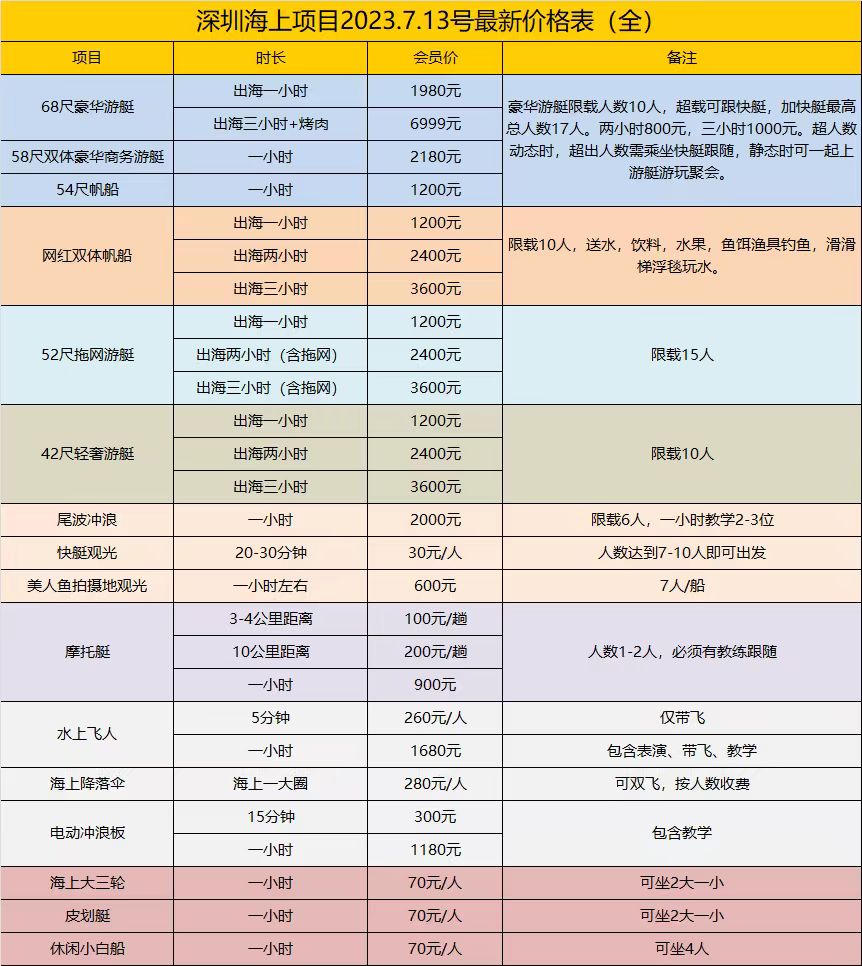 深圳海上项目2023.7.13号最新价格表（全）
项目 时长 会员价 备注
68尺豪华游艇 出海一小时 1980元
出海三小时+烤肉 6999元
58尺双体豪华商务游艇 一小时 2180元
54尺帆船 一小时 1200元
豪华游艇限载人数10人，超载可跟快艇，加快艇最高
总人数17人。两小时800元，三小时1000元。超人数
动态时，超出人数需乘坐快艇跟随，静态时可一起上
游艇游玩聚会。
网红双体帆船 出海一小时 1200元
出海两小时 2400元
出海三小时 3600元
限载10人，送水，饮料，水果，鱼饵渔具钓鱼，滑滑
梯浮毯玩水。
52尺拖网游艇 出海一小时 1200元
出海两小时（含拖网） 2400元
出海三小时（含拖网） 3600元
限载15人
42尺轻奢游艇 出海一小时 1200元
出海两小时 2400元
出海三小时 3600元
限载10人
尾波冲浪 一小时 2000元 限载6人，一小时教学2-3位
快艇观光 20-30分钟 30元/人 人数达到7-10人即可出发
美人鱼拍摄地观光 一小时左右 600元 7人/船
摩托艇 3-4公里距离 100元/趟
10公里距离 200元/趟
一小时 900元
人数1-2人，必须有教练跟随
水上飞人 5分钟 260元/人 仅带飞
一小时 1680元 包含表演、带飞、教学
海上降落伞 海上一大圈 280元/人 可双飞，按人数收费
电动冲浪板 15分钟 300元
一小时 1180元
包含教学
海上大三轮 一小时 70元/人 可坐2大一小
皮划艇 一小时 70元/人 可坐2大一小
休闲小白船 一小时 70元/人 可坐4人